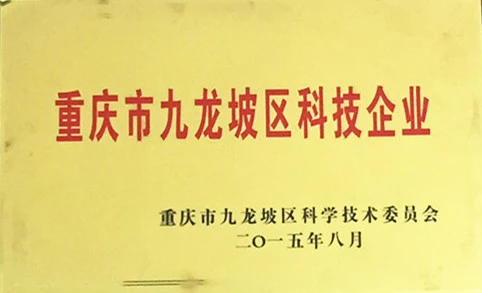 重庆市九龙坡区科技企业
重庆市九龙坡区科学技术委员会
二〇一五年八月